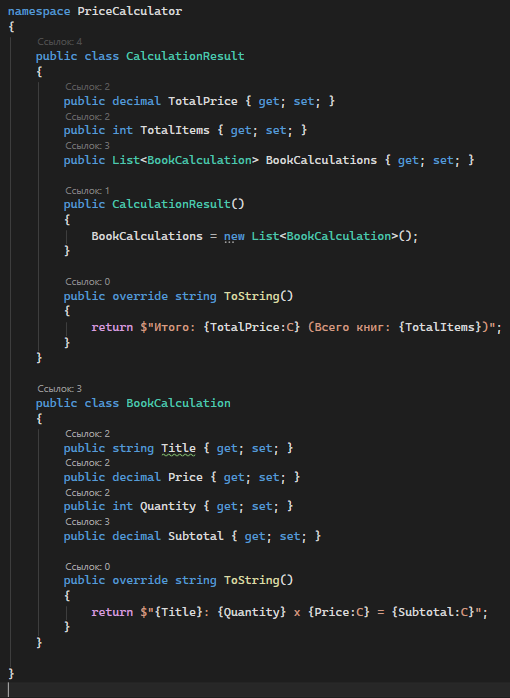 namespace PriceCalculator
{
Ссылок: 4
public class CalculationResult
{
Ссылок: 2
public decimal TotalPrice { get; set; }
Ссылок: 2
public int TotalItems { get; set; }
Ссылок: 3
public List<BookCalculation> BookCalculations { get; set; }
Ссылок: 1
public CalculationResult()
{
BookCalculations = new List<BookCalculation>();
}
Ссылок: 0
public override string ToString()
{
return $"Итого: {TotalPrice:C} (Всего книг: {TotalItems})";
}
}
Ссылок: 3
public class BookCalculation
{
Ссылок: 2
public string Title { get; set; }
Ссылок: 2
public decimal Price { get; set; }
Ссылок: 2
public int Quantity { get; set; }
Ссылок: 3
public decimal Subtotal { get; set; }
Ссылок: 0
public override string ToString()
{
return $"{Title}: {Quantity} x {Price:C} = {Subtotal:C}";
}
}
}